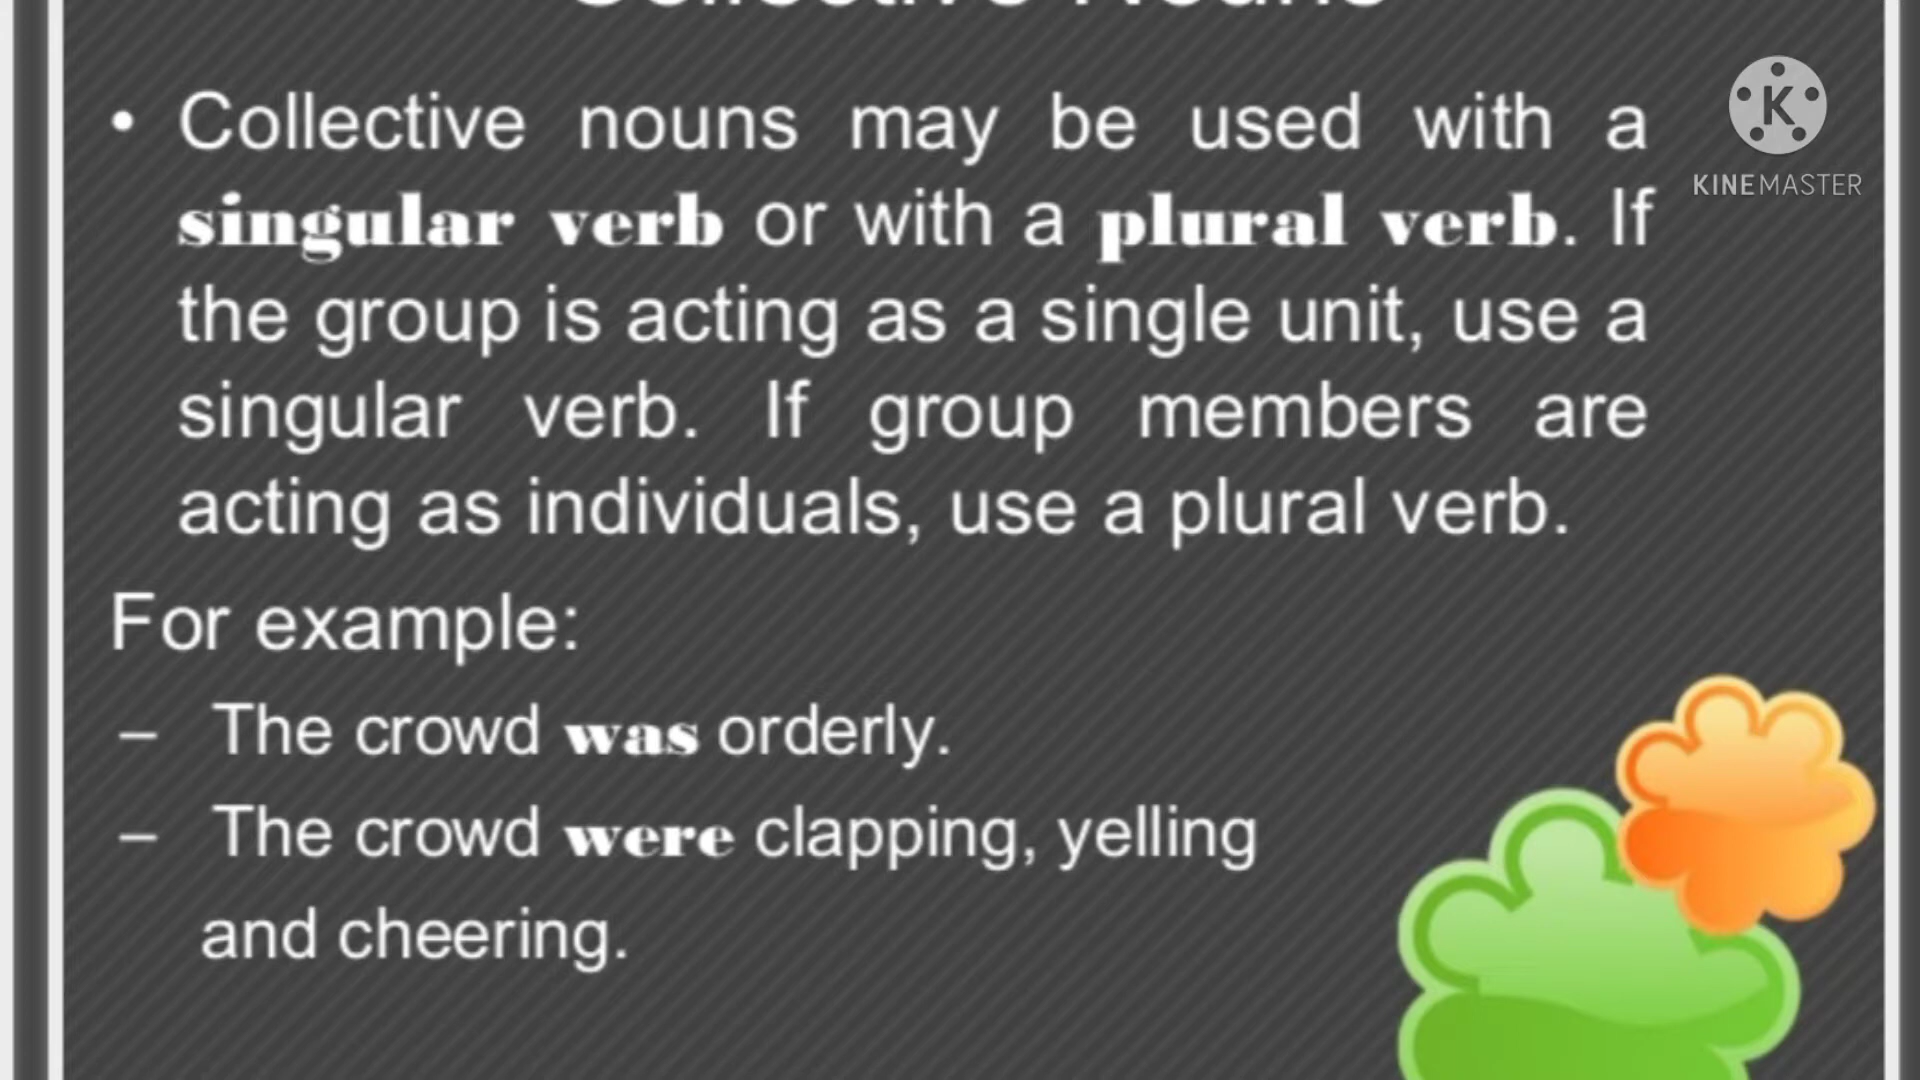 Collective Nouns
• Collective nouns may be used with a
singular verb or with a plural verb. If
the group is acting as a single unit, use a
singular verb. If group members are
acting as individuals, use a plural verb.
For example:
– The crowd was orderly.
– The crowd were clapping, yelling
and cheering.
K
KINEMASTER